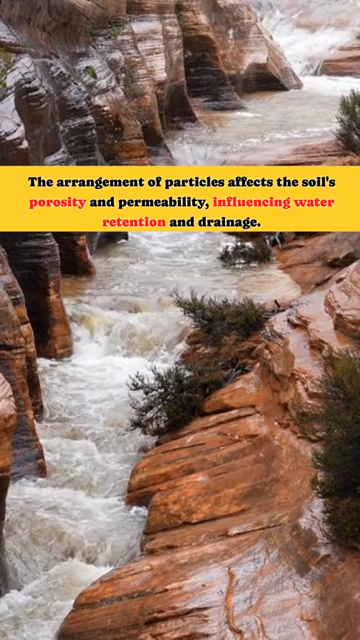 The arrangement of particles affects the soil's
porosity and permeability, influencing water
retention and drainage.